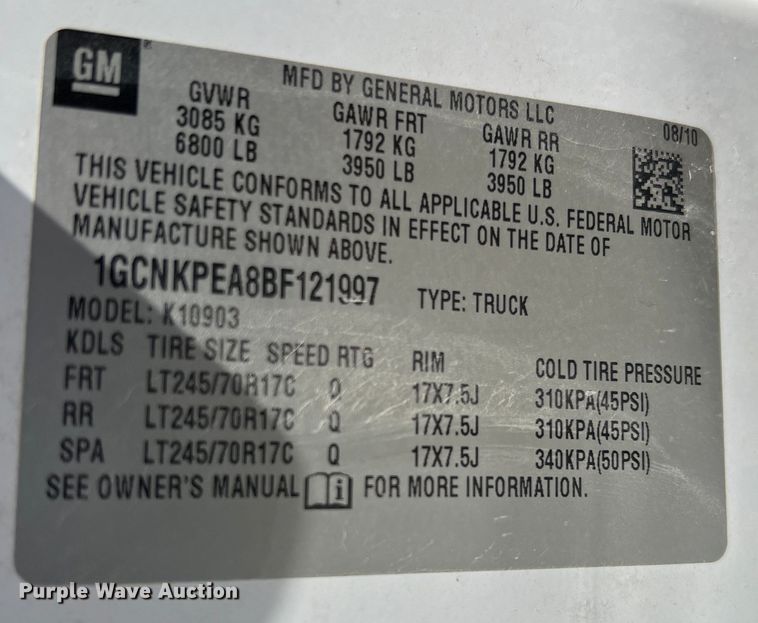 GM
MFD BY GENERAL MOTORS LLC
08/10
GVWR GAWR FRT GAWR RR
3085 KG 1792 KG 1792 KG
6800 LB 3950 LB 3950 LB
THIS VEHICLE CONFORMS TO ALL APPLICABLE U.S. FEDERAL MOTOR
VEHICLE SAFETY STANDARDS IN EFFECT ON THE DATE OF
MANUFACTURE SHOWN ABOVE.
1GCNKPEA8BF121997 TYPE: TRUCK
MODEL: K10903
KDLS TIRE SIZE SPEED RTG RIM COLD TIRE PRESSURE
FRT LT245/70R17C Q 17X7.5J 310KPA(45PSI)
RR LT245/70R17C Q 17X7.5J 310KPA(45PSI)
SPA LT245/70R17C Q 17X7.5J 340KPA(50PSI)
SEE OWNER'S MANUAL i FOR MORE INFORMATION.
Purple Wave Auction